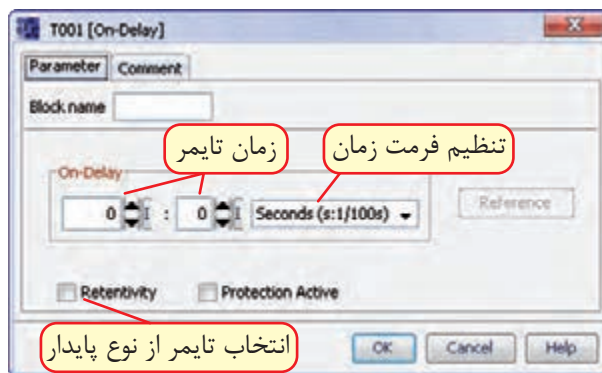 T001 [On-Delay]
Parameter Comment
Block name
زمان تایمر
تنظیم فرمت زمان
On-Delay
0 : 0 Seconds (s:1/100s)
Reference
Retentivity Protection Active
انتخاب تایمر از نوع پایدار
OK Cancel Help